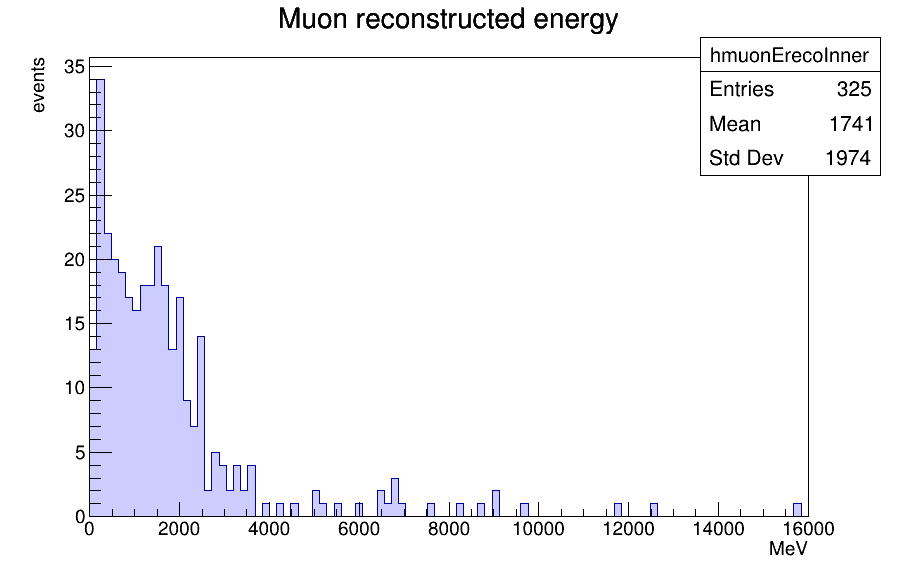 Muon reconstructed energy
hmuonErecoInner
Entries 325
Mean 1741
Std Dev 1974
events
35
30
25
20
15
10
5
0
0 2000 4000 6000 8000 10000 12000 14000 16000
MeV